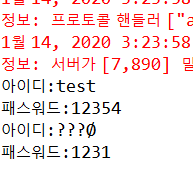 1월 14, 2020 3:23:58
정보: 프로토콜 핸들러 ["a
1월 14, 2020 3:23:58
정보: 서버가 [7,890] 밀
아이디:test
패스워드:12354
아이디:???Ø
패스워드:1231